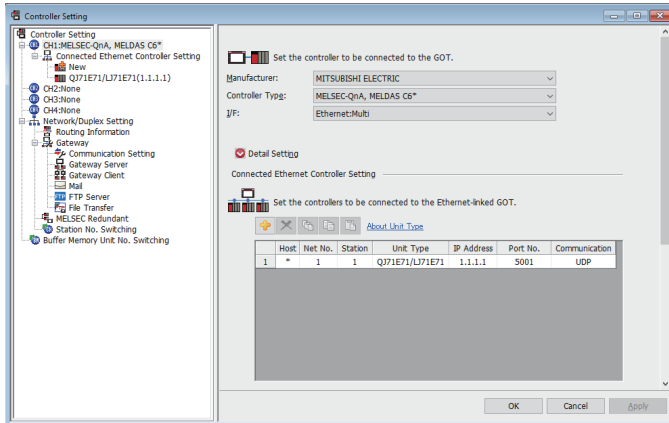 Controller Setting
Controller Setting
CH1:MELSEC-QnA, MELDAS C6*
Connected Ethernet Controller Setting
New
QJ71E71/LJ71E71(1.1.1.1)
CH2:None
CH3:None
CH4:None
Network/Duplex Setting
Routing Information
Gateway
Communication Setting
Gateway Server
Gateway Client
Mail
FTP Server
File Transfer
MELSEC Redundant
Station No. Switching
Buffer Memory Unit No. Switching
Set the controller to be connected to the GOT.
Manufacturer: MITSUBISHI ELECTRIC
Controller Type: MELSEC-QnA, MELDAS C6*
I/F: Ethernet:Multi
Detail Setting
Connected Ethernet Controller Setting
Set the controllers to be connected to the Ethernet-linked GOT.
About Unit Type
Host Net No. Station Unit Type IP Address Port No. Communication
1 * 1 1 QJ71E71/LJ71E71 1.1.1.1 5001 UDP
OK Cancel Apply